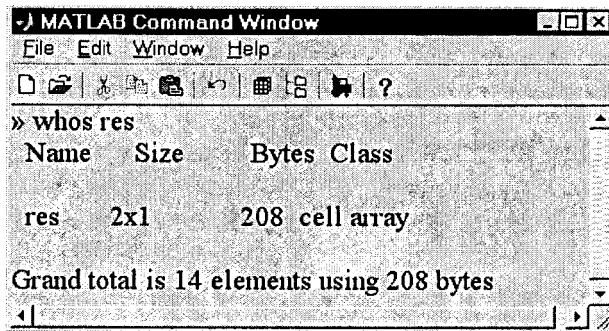 MATLAB Command Window
File Edit Window Help
?
» whos res
Name Size Bytes Class
res 2x1 208 cell array
Grand total is 14 elements using 208 bytes